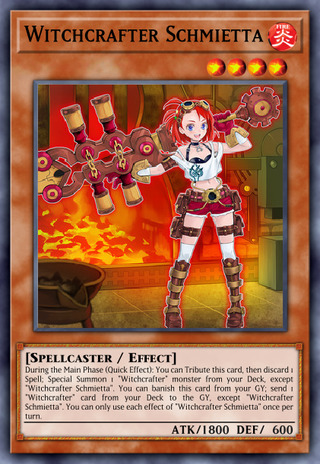 Witchcrafter Schmietta
FIRE
炎
[Spellcaster / Effect]
During the Main Phase (Quick Effect): You can Tribute this card, then discard 1
Spell; Special Summon 1 "Witchcrafter" monster from your Deck, except
"Witchcrafter Schmietta". You can banish this card from your GY; send 1
"Witchcrafter" card from your Deck to the GY, except "Witchcrafter
Schmietta". You can only use each effect of "Witchcrafter Schmietta" once per
turn.
ATK/1800 DEF/ 600